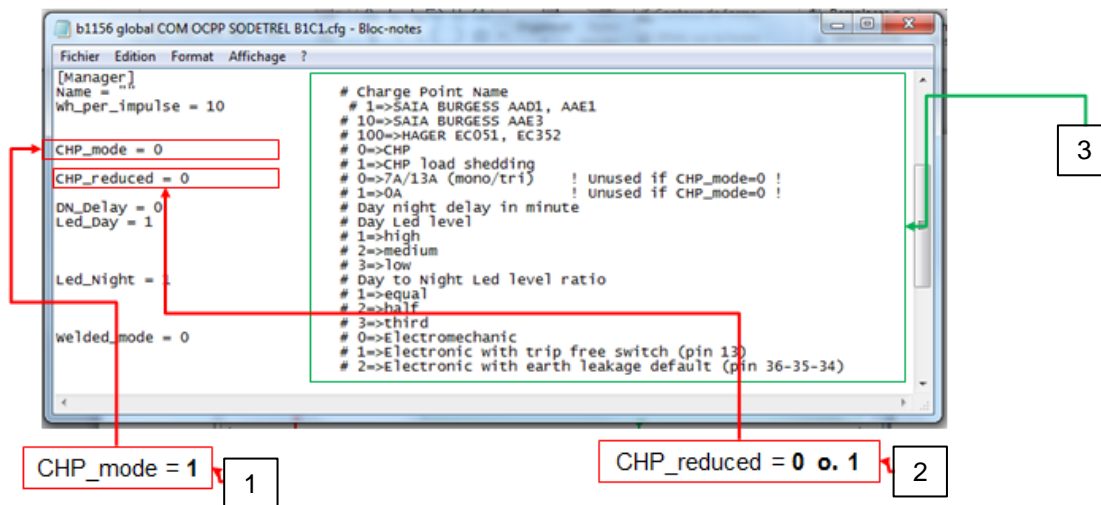 b1156 global COM OCPP SODETREL B1C1.cfg - Bloc-notes
Fichier Edition Format Affichage ?
[Manager]
Name = "" # Charge Point Name
Wh_per_impulse = 10 # 1=>SAIA BURGESS AAD1, AAE1
# 10=>SAIA BURGESS AAE3
# 100=>HAGER EC051, EC352
CHP_mode = 0 # 0=>CHP
# 1=>CHP load shedding
CHP_reduced = 0 # 0=>7A/13A (mono/tri) ! Unused if CHP_mode=0 !
# 1=>0A ! Unused if CHP_mode=0 !
DN_Delay = 0 # Day night delay in minute
Led_Day = 1 # Day Led level
# 1=>high
# 2=>medium
# 3=>low
Led_Night = 1 # Day to Night Led level ratio
# 1=>equal
# 2=>half
# 3=>third
Welded_mode = 0 # 0=>Electromechanic
# 1=>Electronic with trip free switch (pin 13)
# 2=>Electronic with earth leakage default (pin 36-35-34)
3
CHP_mode = 1
1
CHP_reduced = 0 o. 1
2